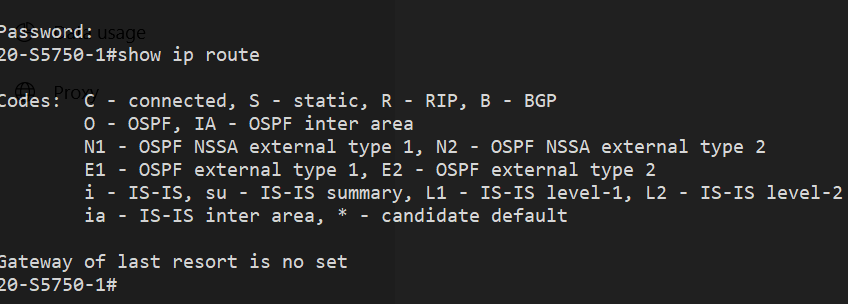 Password:
usage
20-S5750-1#show ip route
Proxy
Codes:  C - connected, S - static, R - RIP, B - BGP
        O - OSPF, IA - OSPF inter area
        N1 - OSPF NSSA external type 1, N2 - OSPF NSSA external type 2
        E1 - OSPF external type 1, E2 - OSPF external type 2
        i - IS-IS, su - IS-IS summary, L1 - IS-IS level-1, L2 - IS-IS level-2
        ia - IS-IS inter area, * - candidate default
Gateway of last resort is no set
20-S5750-1#